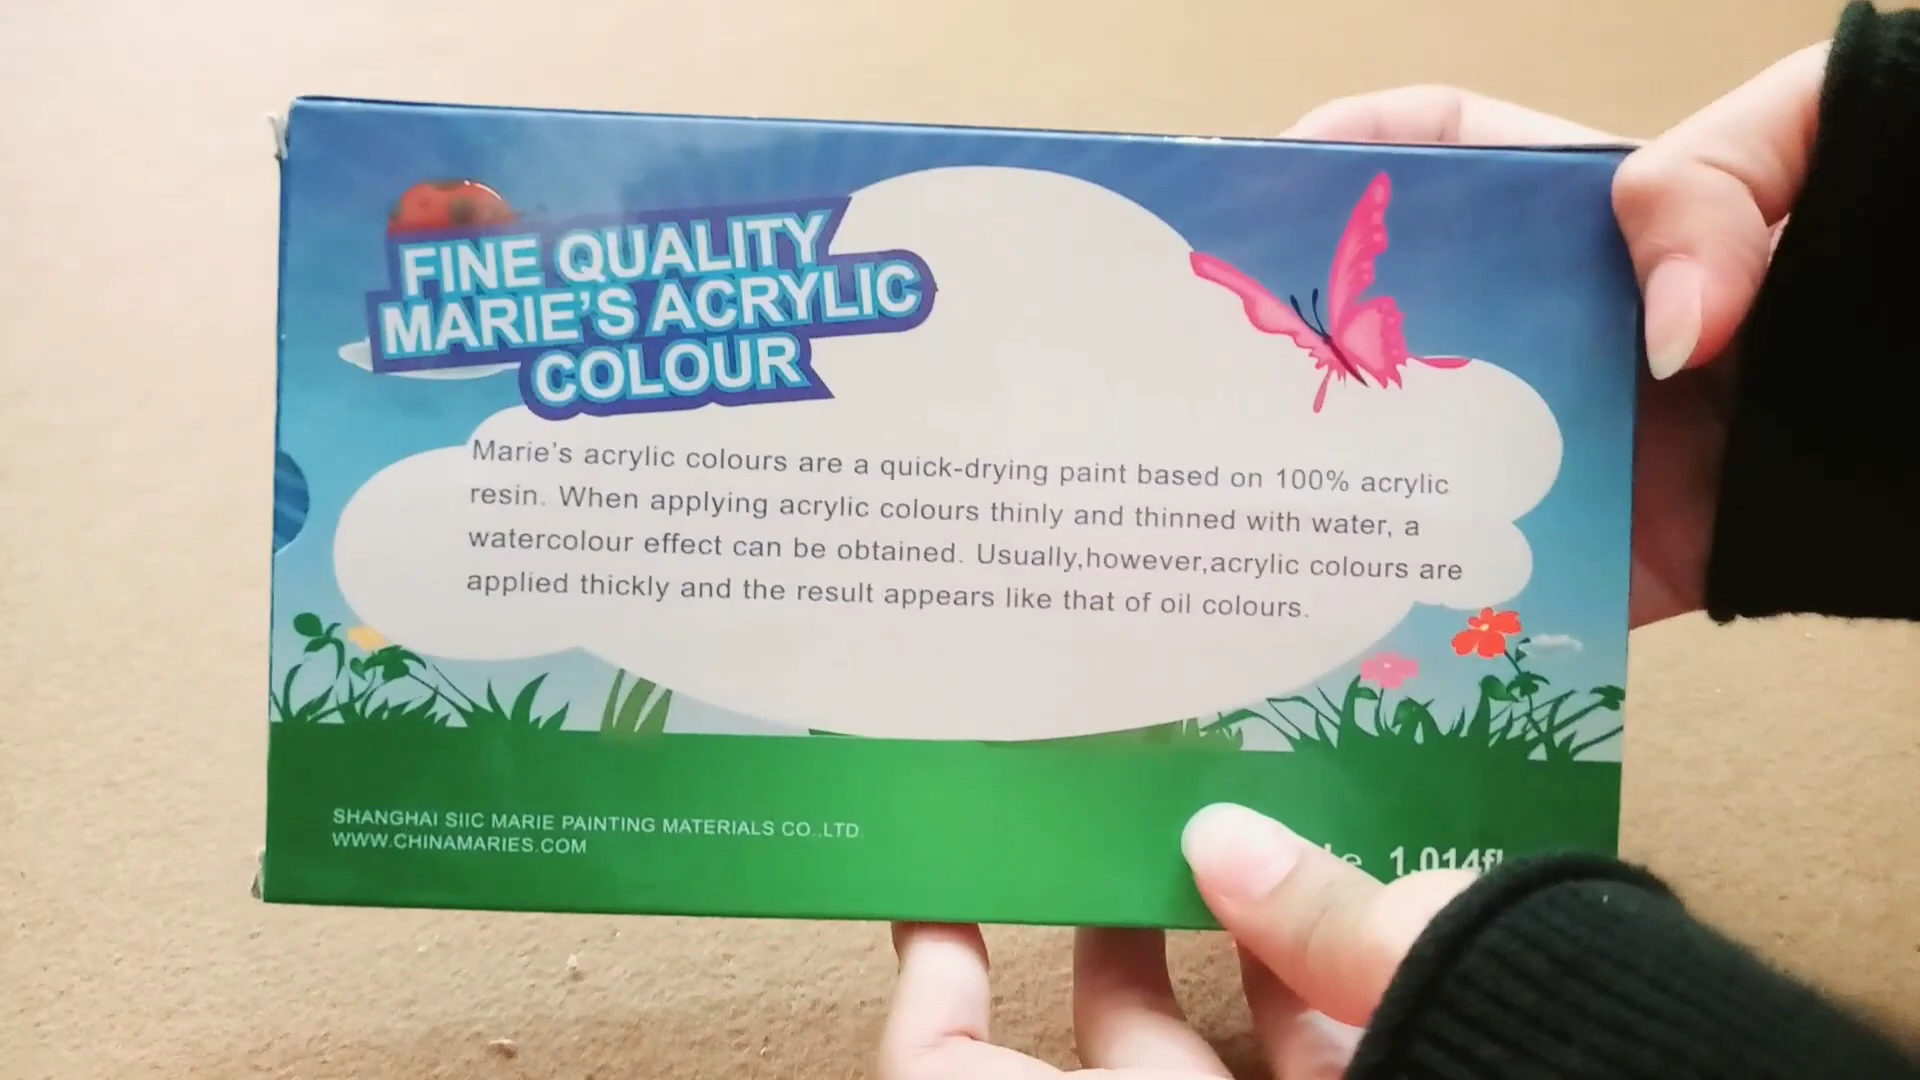 FINE QUALITY
MARIE'S ACRYLIC
COLOUR
Marie's acrylic colours are a quick-drying paint based on 100% acrylic
resin. When applying acrylic colours thinly and thinned with water, a
watercolour effect can be obtained. Usually,however,acrylic colours are
applied thickly and the result appears like that of oil colours.
SHANGHAI SIIC MARIE PAINTING MATERIALS CO.,LTD.
WWW.CHINAMARIES.COM
1.014fl